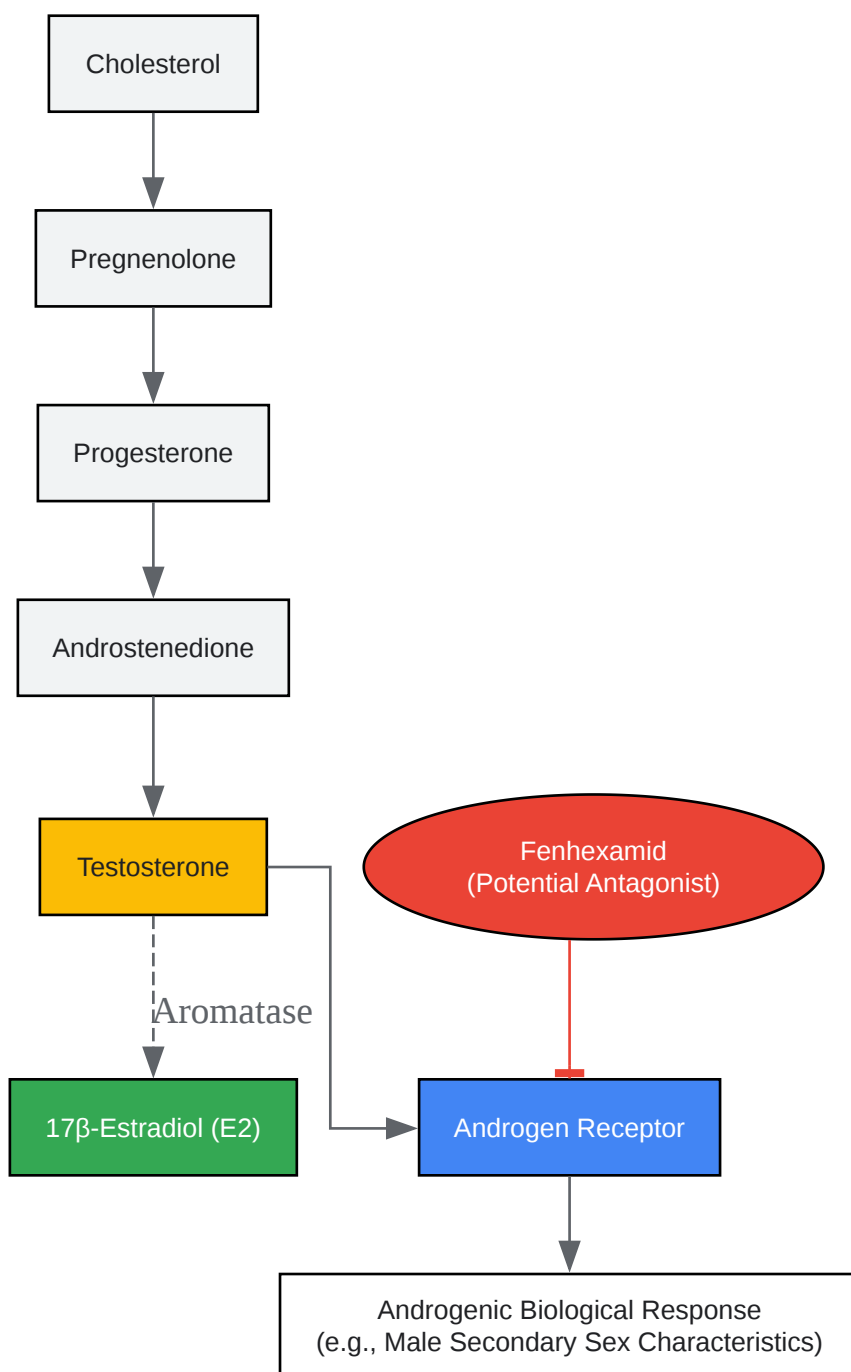 Cholesterol
Pregnenolone
Progesterone
Androstenedione
Testosterone
Fenhexamid
(Potential Antagonist)
Aromatase
17β-Estradiol (E2)
Androgen Receptor
Androgenic Biological Response
(e.g., Male Secondary Sex Characteristics)